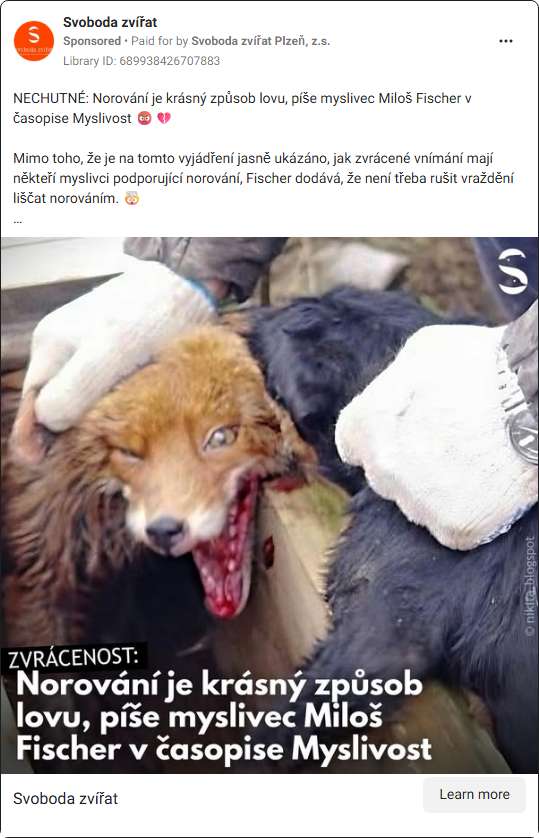 Svoboda zvířat
Sponsored • Paid for by Svoboda zvířat Plzeň, z.s.
Library ID: 689938426707883
NECHUTNÉ: Norování je krásný způsob lovu, píše myslivec Miloš Fischer v
časopise Myslivost 😡 💔
Mimo toho, že je na tomto vyjádření jasně ukázáno, jak zvrácené vnímání mají
někteří myslivci podporující norování, Fischer dodává, že není třeba rušit vraždění
liščat norováním. 🤯
...
© nikita_blogspot
ZVRÁCENOST:
Norování je krásný způsob
lovu, píše myslivec Miloš
Fischer v časopise Myslivost
Svoboda zvířat
Learn more